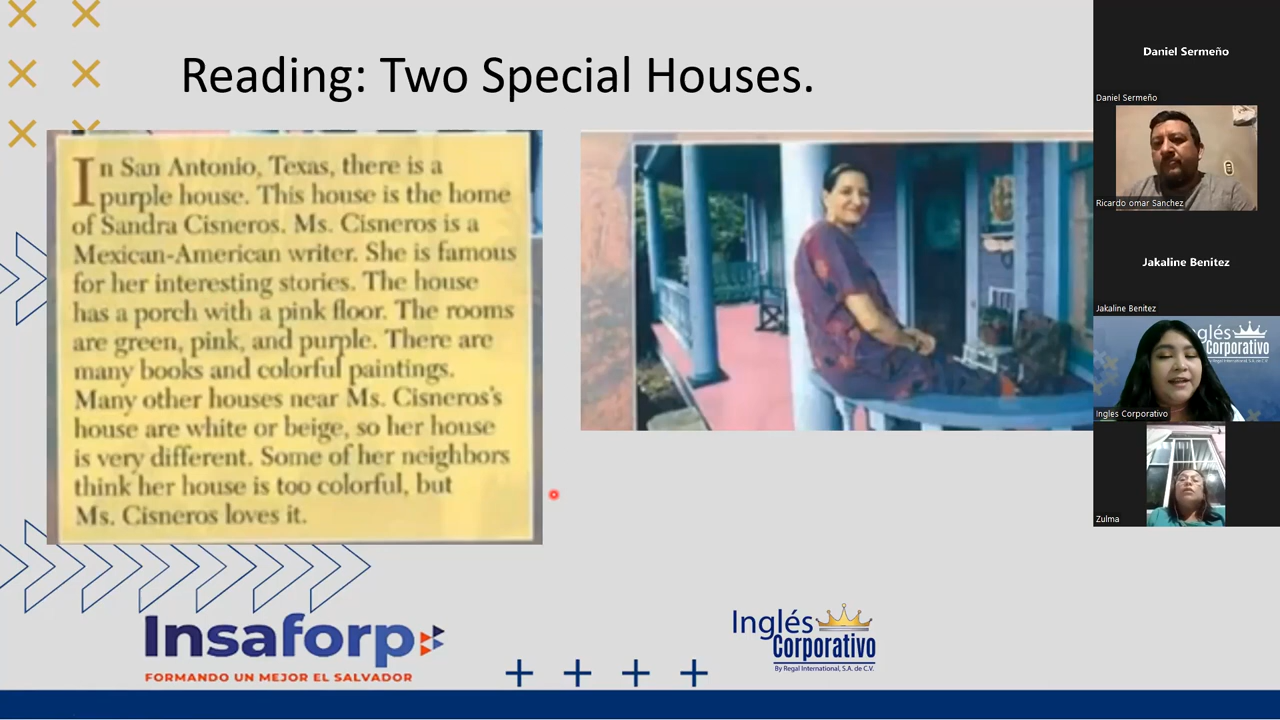 Reading: Two Special Houses.
In San Antonio, Texas, there is a
purple house. This house is the home
of Sandra Cisneros. Ms. Cisneros is a
Mexican-American writer. She is famous
for her interesting stories. The house
has a porch with a pink floor. The rooms
are green, pink, and purple. There are
many books and colorful paintings.
Many other houses near Ms. Cisneros's
house are white or beige, so her house
is very different. Some of her neighbors
think her house is too colorful, but
Ms. Cisneros loves it.
Insaforp
FORMANDO UN MEJOR EL SALVADOR
Inglés
Corporativo
By Regal International, S.A. de C.V.
Daniel Sermeño
Daniel Sermeño
Ricardo omar Sanchez
Jakaline Benitez
Jakaline Benitez
Inglés
Corporativo
Ingles Corporativo
Zulma